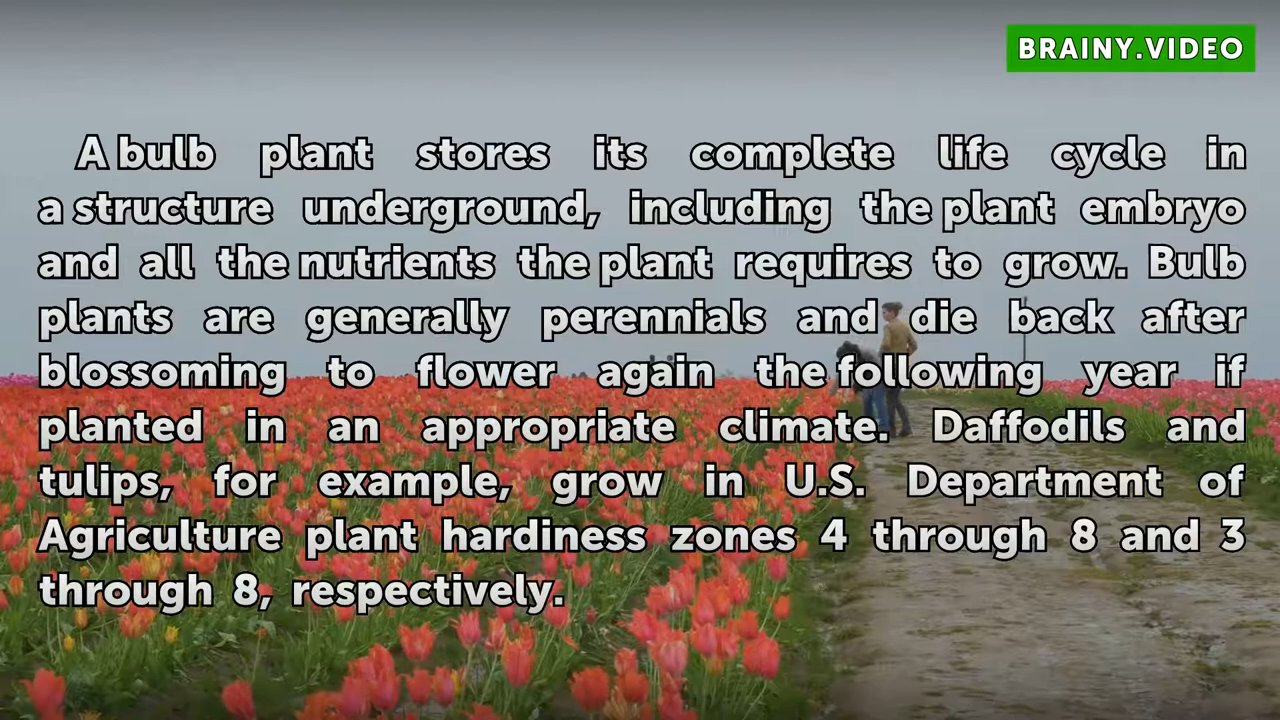 BRAINY.VIDEO
A bulb plant stores its complete life cycle in
a structure underground, including the plant embryo
and all the nutrients the plant requires to grow. Bulb
plants are generally perennials and die back after
blossoming to flower again the following year if
planted in an appropriate climate. Daffodils and
tulips, for example, grow in U.S. Department of
Agriculture plant hardiness zones 4 through 8 and 3
through 8, respectively.